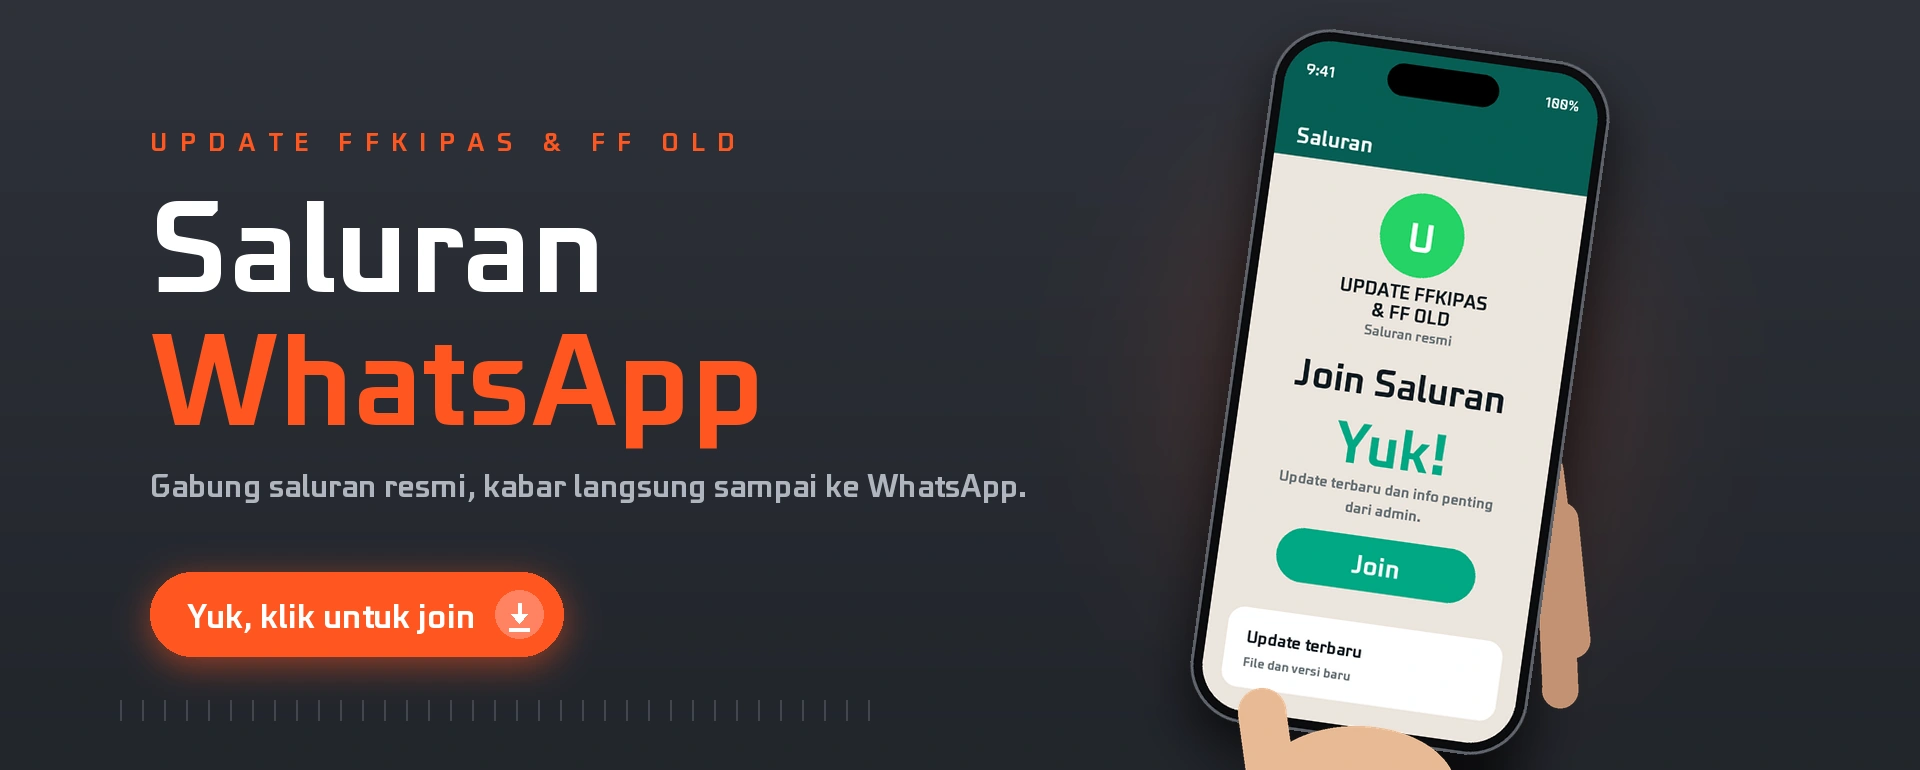 UPDATE FFKIPAS & FF OLD
Saluran
WhatsApp
Gabung saluran resmi, kabar langsung sampai ke WhatsApp.
Yuk, klik untuk join
9:41
100%
Saluran
U
UPDATE FFKIPAS
& FF OLD
Saluran resmi
Join Saluran
Yuk!
Update terbaru dan info penting
dari admin.
Join
Update terbaru
File dan versi baru